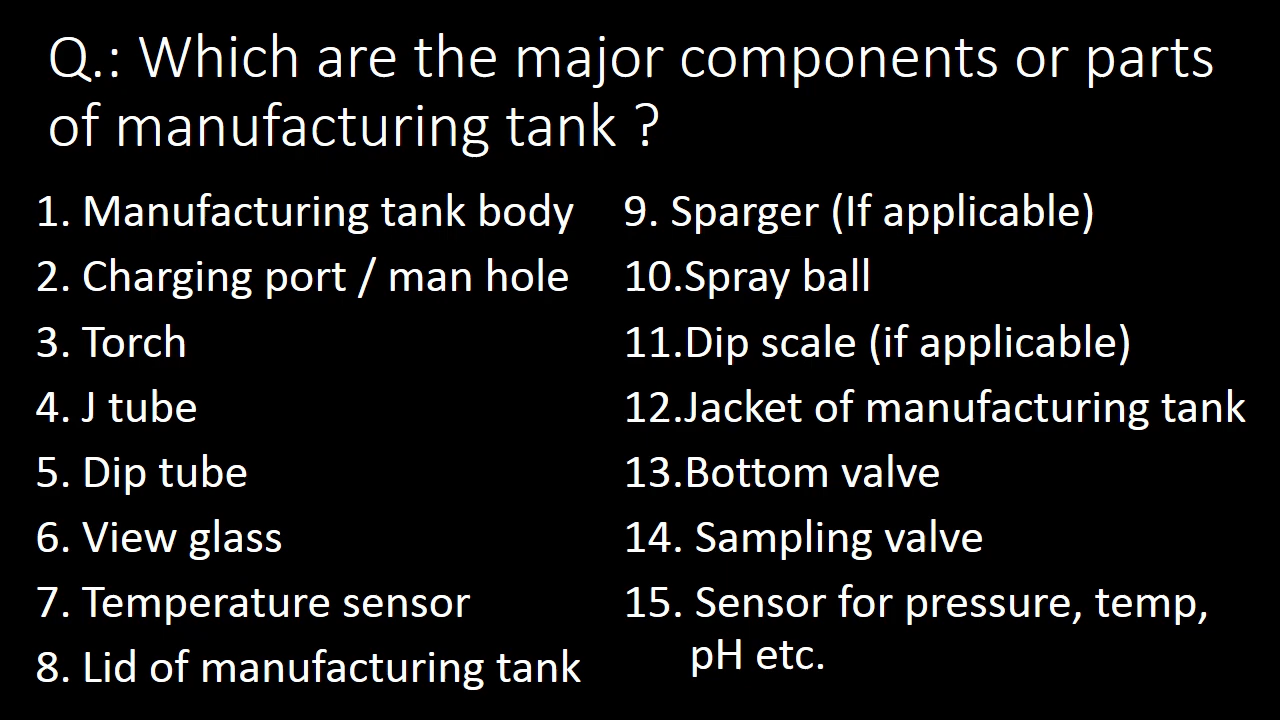 Q.: Which are the major components or parts
of manufacturing tank ?
1. Manufacturing tank body
2. Charging port / man hole
3. Torch
4. J tube
5. Dip tube
6. View glass
7. Temperature sensor
8. Lid of manufacturing tank
9. Sparger (If applicable)
10.Spray ball
11.Dip scale (if applicable)
12.Jacket of manufacturing tank
13.Bottom valve
14. Sampling valve
15. Sensor for pressure, temp,
pH etc.